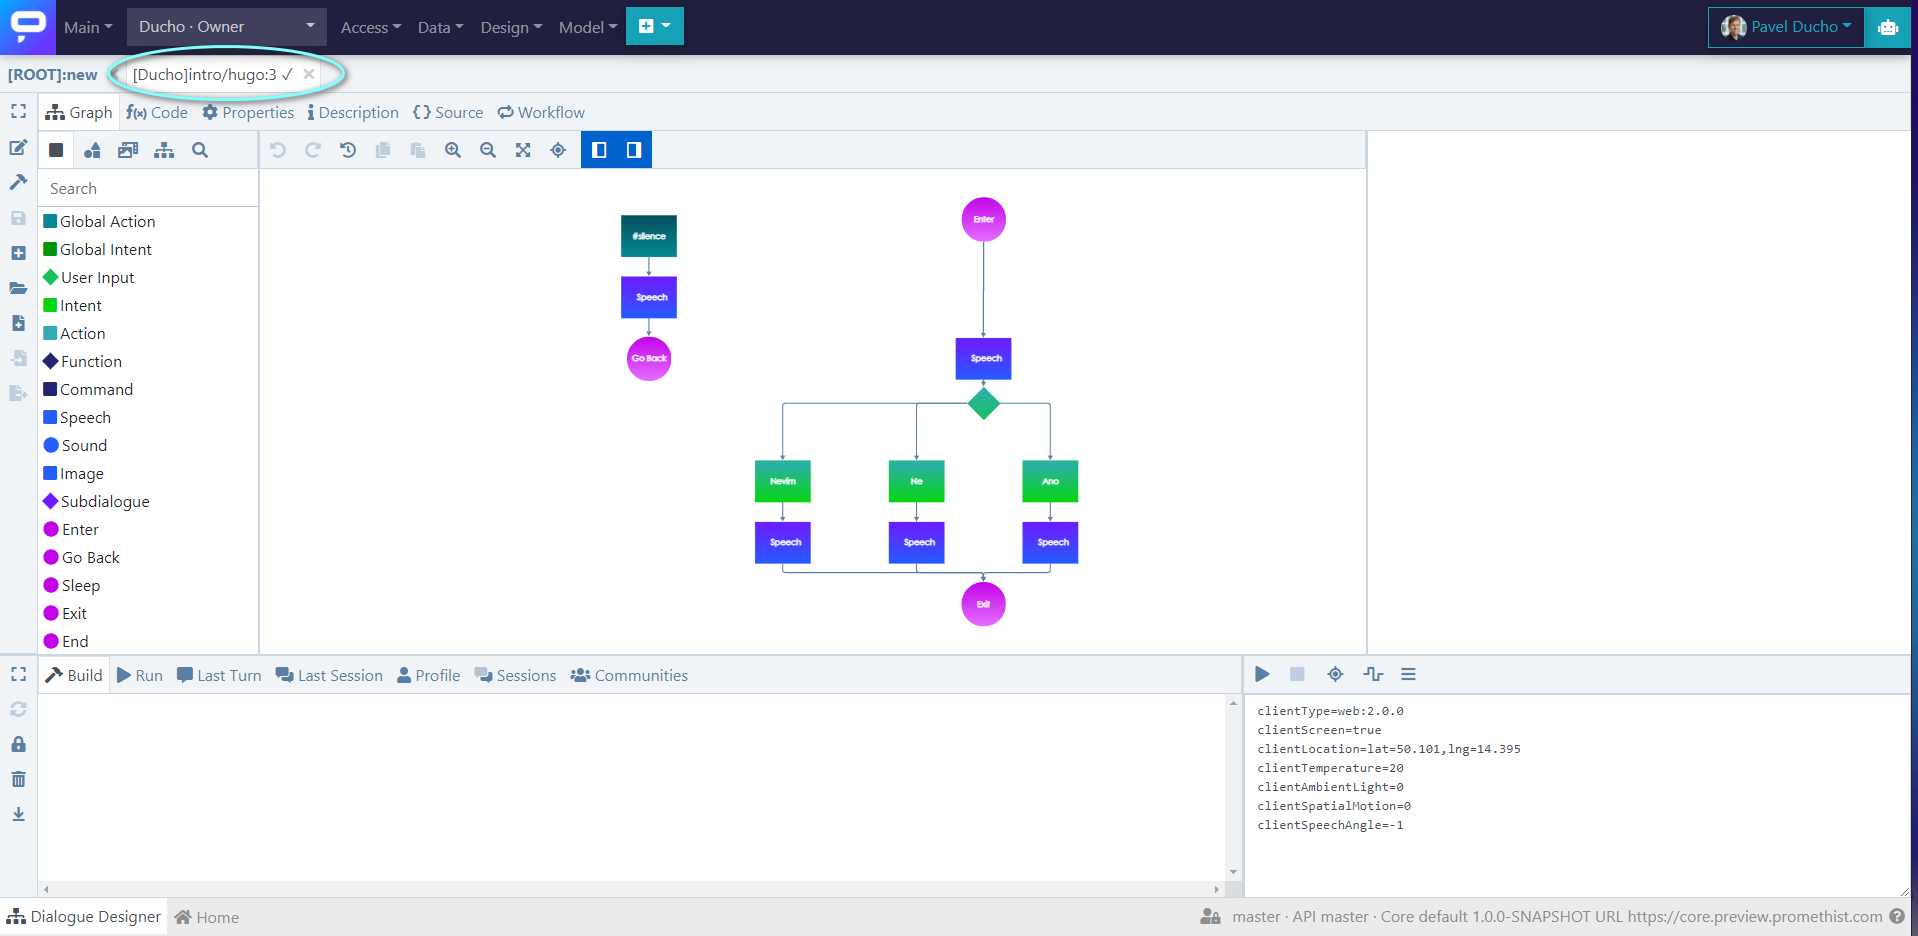 Main
Ducho · Owner
Access
Data
Design
Model
Pavel Ducho
[ROOT]:new
[Ducho]intro/hugo:3 ✓ ×
Graph
f(x) Code
Properties
Description
{} Source
Workflow
Search
Global Action
Global Intent
User Input
Intent
Action
Function
Command
Speech
Sound
Image
Subdialogue
Enter
Go Back
Sleep
Exit
End
#silence
Speech
Go Back
Enter
Speech
Nevím
Ne
Ano
Speech
Speech
Speech
Exit
Build
Run
Last Turn
Last Session
Profile
Sessions
Communities
clientType=web:2.0.0
clientScreen=true
clientLocation=lat=50.101,lng=14.395
clientTemperature=20
clientAmbientLight=0
clientSpatialMotion=0
clientSpeechAngle=-1
Dialogue Designer
Home
master · API master · Core default 1.0.0-SNAPSHOT URL https://core.preview.promethist.com